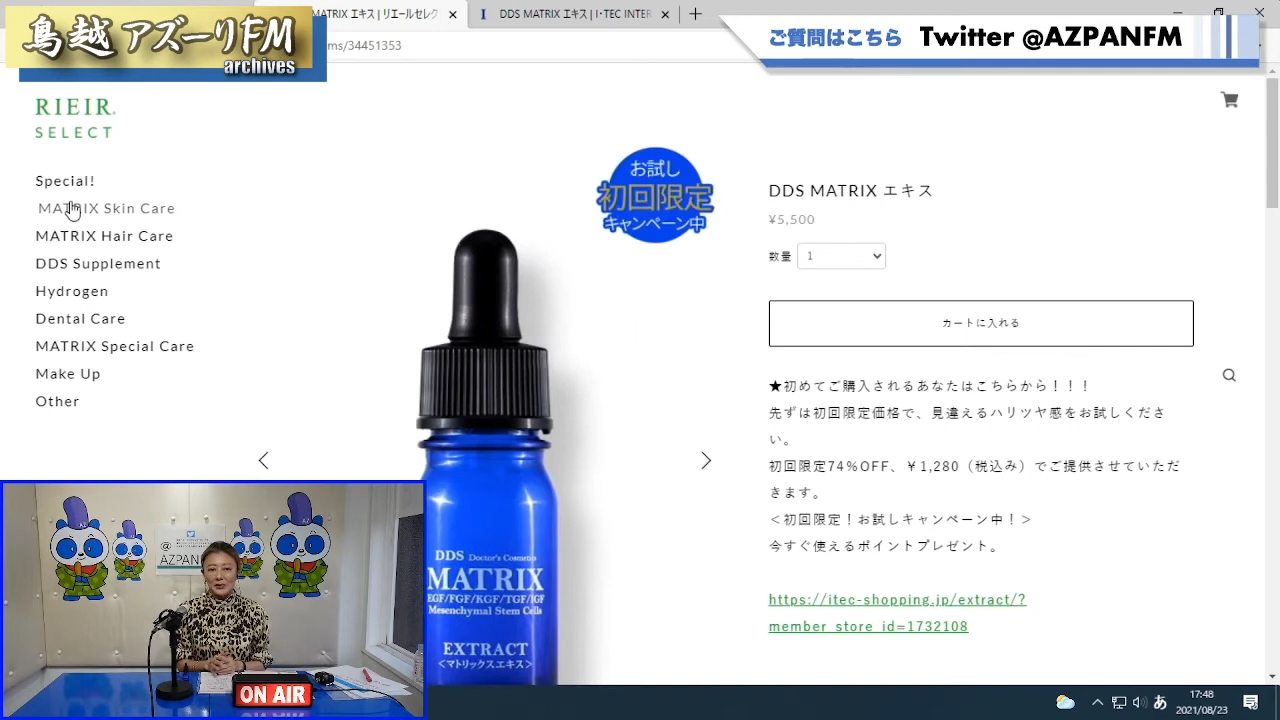 鳥越アズーリFM
archives
MATRIX エキス | リエールセレク
DDS MATRIX エキス | I・TEC INTER
ms/34451353
ご質問はこちら Twitter @AZPANFM
RIEIR
SELECT
Special!
MATRIX Skin Care
MATRIX Hair Care
DDS Supplement
Hydrogen
Dental Care
MATRIX Special Care
Make Up
Other
お試し
初回限定
キャンペーン中
DDS MATRIX エキス
¥5,500
数量 1
カートに入れる
★初めてご購入されるあなたはこちらから！！！
先ずは初回限定価格で、見違えるハリツヤ感をお試しくださ
い。
初回限定74％OFF、￥1,280（税込み）でご提供させていただ
きます。
＜初回限定！お試しキャンペーン中！＞
今すぐ使えるポイントプレゼント。
https://itec-shopping.jp/extract/?
member_store_id=1732108
DDS Doctor's Cosmetic
MATRIX
EGF/FGF/KGF/TGF/IGF
Mesenchymal Stem Cells
EXTRACT
<マトリックスエキス>
@
AZPAN
ON AIR
あ
17:48
2021/08/23